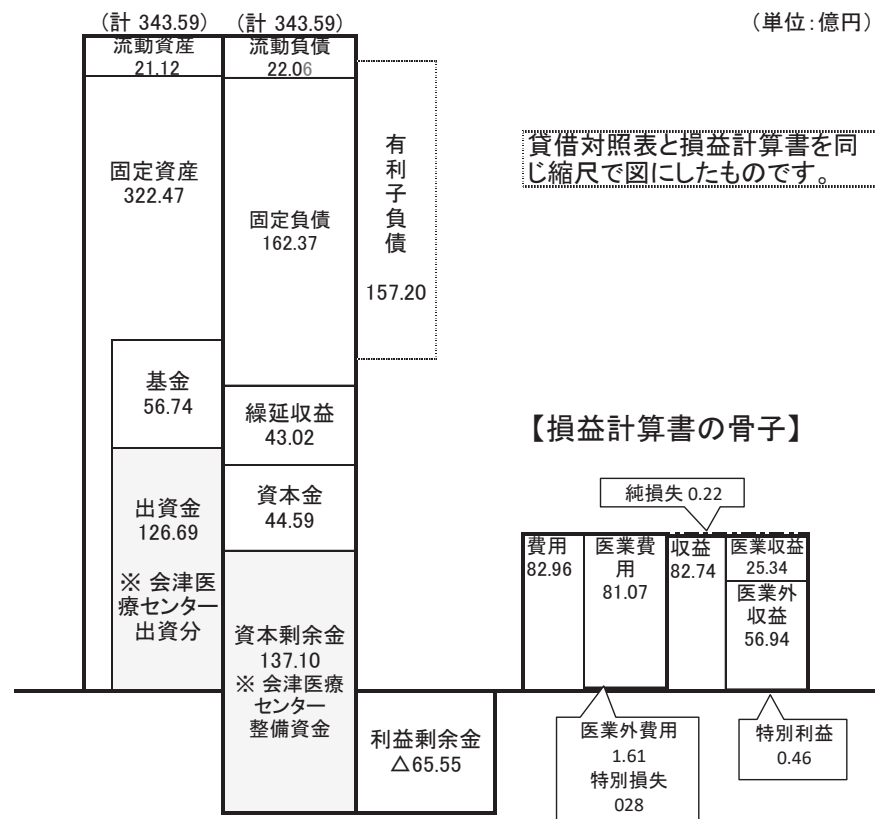 (計 343.59)
(計 343.59)
(単位:億円)
流動資産
21.12
流動負債
22.06
固定資産
322.47
固定負債
162.37
有利子負債
157.20
貸借対照表と損益計算書を同
じ縮尺で図にしたものです。
基金
56.74
繰延収益
43.02
出資金
126.69
※ 会津医
療センター
出資分
資本金
44.59
資本剰余金
137.10
※ 会津医療
センター
整備資金
利益剰余金
△65.55
【損益計算書の骨子】
純損失 0.22
費用
82.96
医業費
用
81.07
収益
82.74
医業収益
25.34
医業外
収益
56.94
医業外費用
1.61
特別損失
028
特別利益
0.46